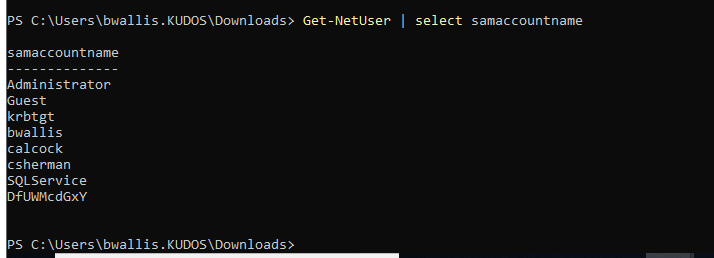 PS C:\Users\bwallis.KUDOS\Downloads> Get-NetUser | select samaccountname
samaccountname
--------------
Administrator
Guest
krbtgt
bwallis
calcock
csherman
SQLService
DfUWMcdGxY
PS C:\Users\bwallis.KUDOS\Downloads>